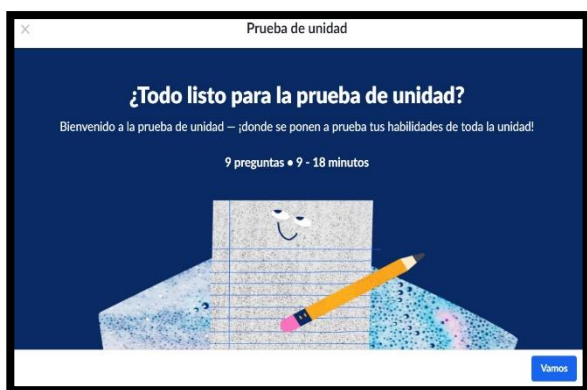 Prueba de unidad
¿Todo listo para la prueba de unidad?
Bienvenido a la prueba de unidad — ¡donde se ponen a prueba tus habilidades de toda la unidad!
9 preguntas • 9 - 18 minutos
Vamos